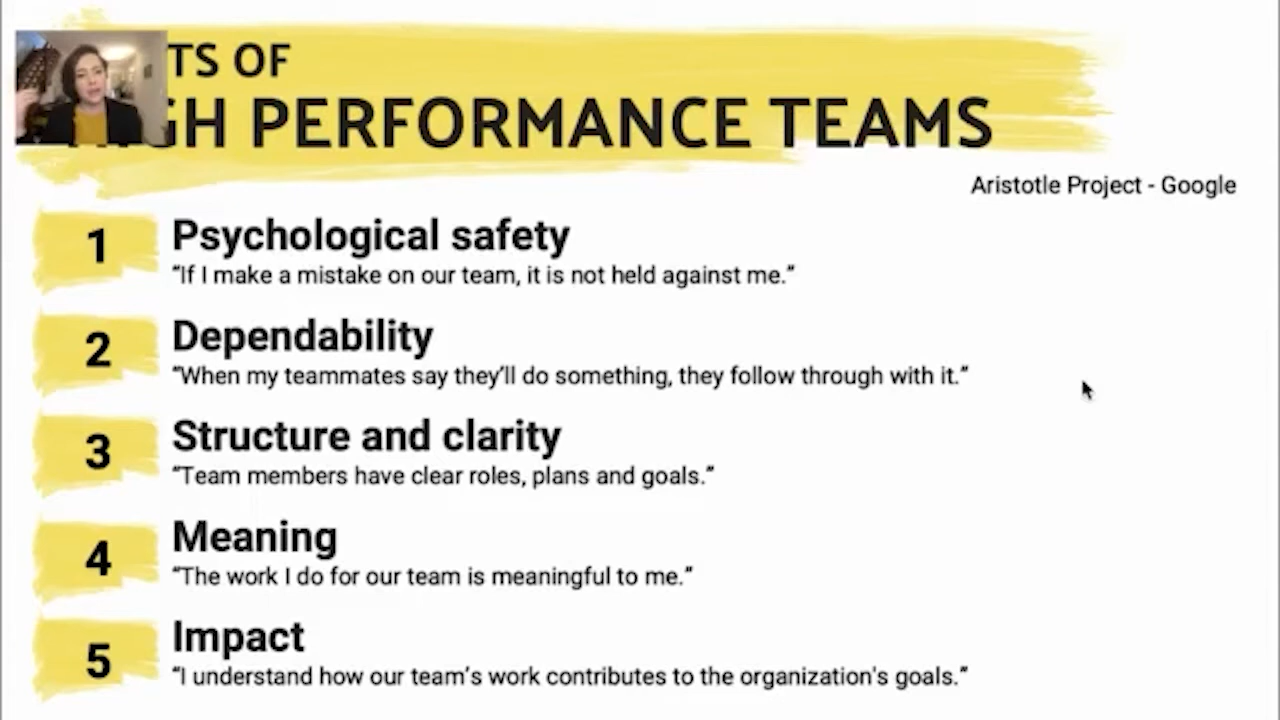 TS OF
GH PERFORMANCE TEAMS
Aristotle Project - Google
1
Psychological safety
“If I make a mistake on our team, it is not held against me.”
2
Dependability
“When my teammates say they’ll do something, they follow through with it.”
3
Structure and clarity
“Team members have clear roles, plans and goals.”
4
Meaning
“The work I do for our team is meaningful to me.”
5
Impact
“I understand how our team’s work contributes to the organization's goals.”